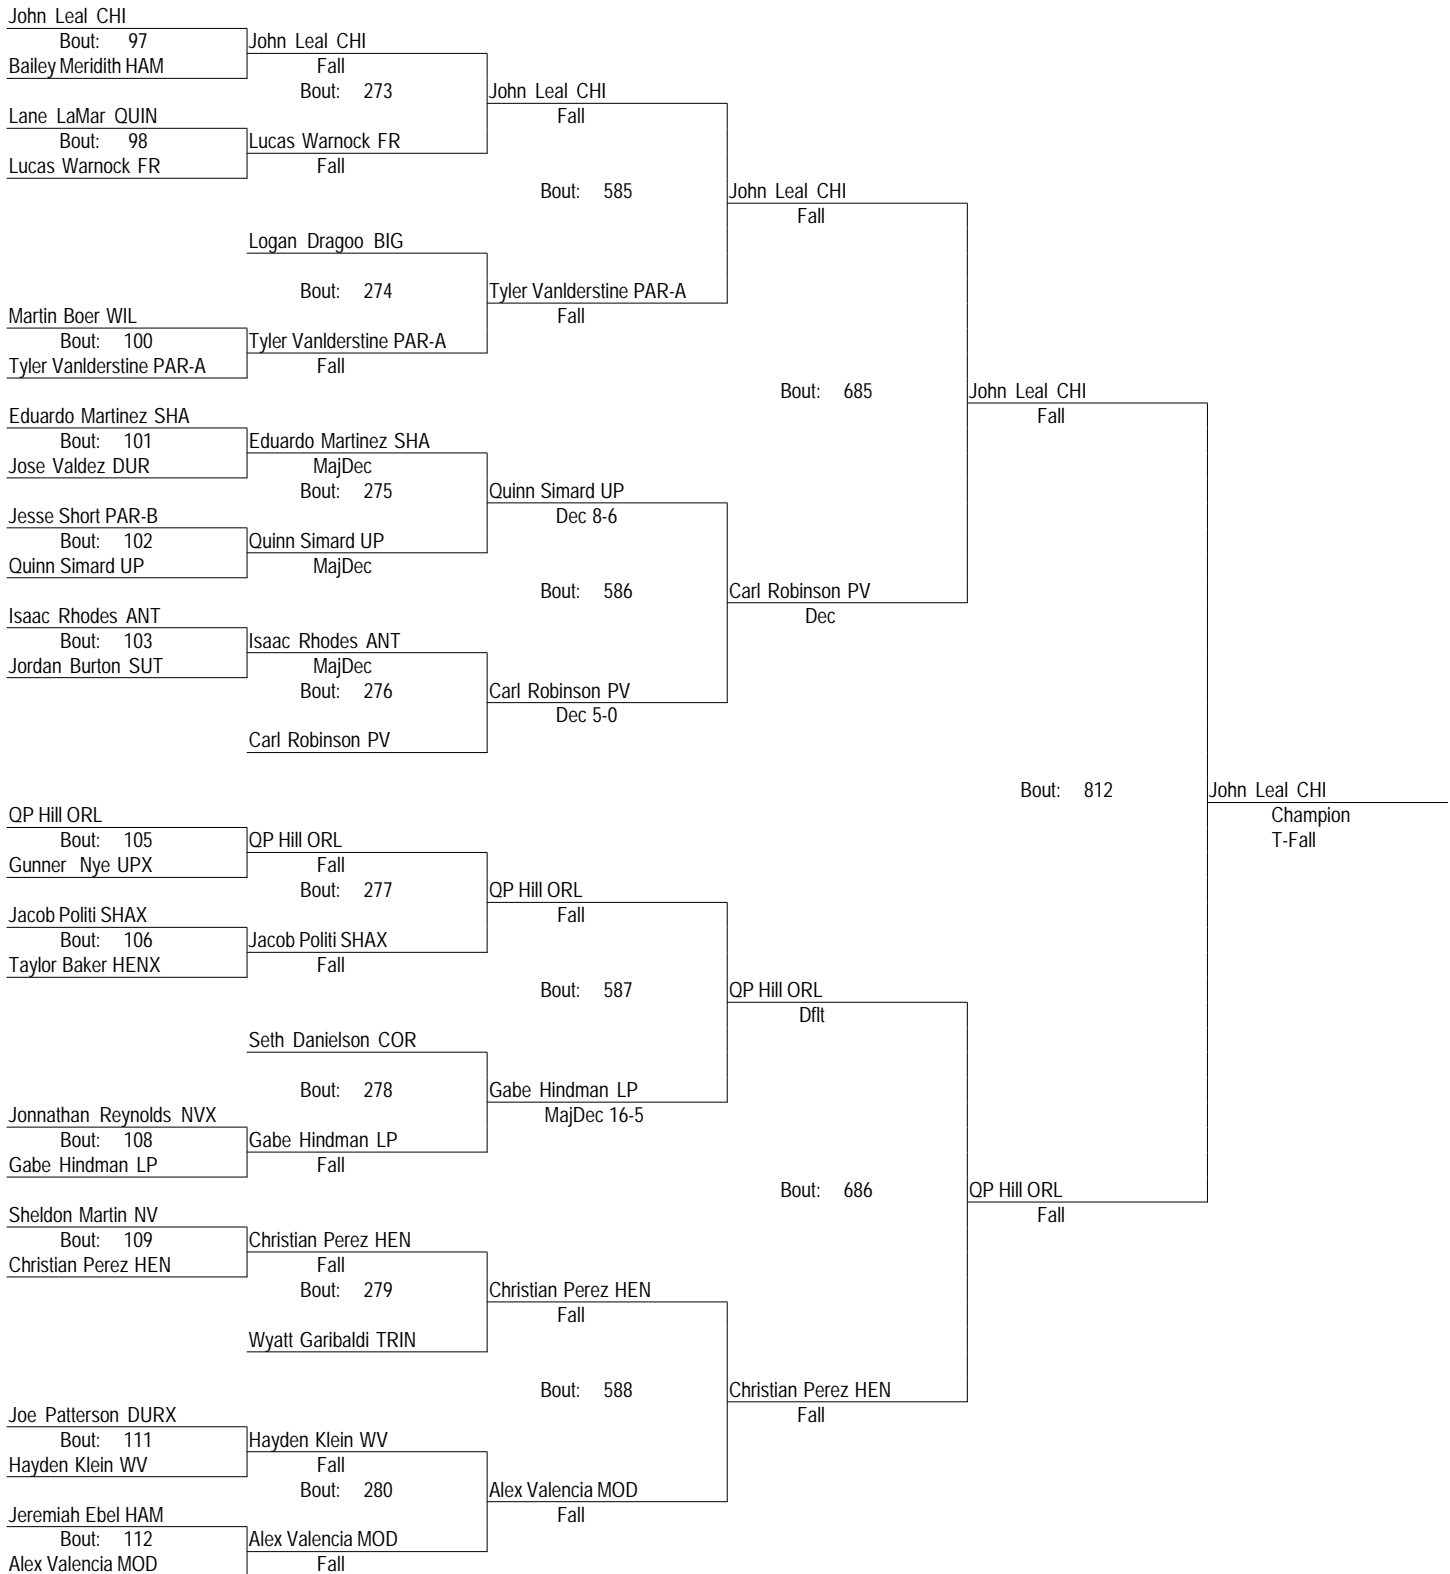 John Leal CHI
Bout: 97
Bailey Meridith HAM
John Leal CHI
Fall
Bout: 273
John Leal CHI
Fall
Lane LaMar QUIN
Bout: 98
Lucas Warnock FR
Lucas Warnock FR
Fall
Bout: 585
John Leal CHI
Fall
Logan Dragoo BIG
Bout: 274
Tyler VanIderstine PAR-A
Fall
Martin Boer WIL
Bout: 100
Tyler VanIderstine PAR-A
Tyler VanIderstine PAR-A
Fall
Bout: 685
John Leal CHI
Fall
Eduardo Martinez SHA
Bout: 101
Jose Valdez DUR
Eduardo Martinez SHA
MajDec
Bout: 275
Quinn Simard UP
Dec 8-6
Jesse Short PAR-B
Bout: 102
Quinn Simard UP
Quinn Simard UP
MajDec
Bout: 586
Carl Robinson PV
Dec
Isaac Rhodes ANT
Bout: 103
Jordan Burton SUT
Isaac Rhodes ANT
MajDec
Bout: 276
Carl Robinson PV
Dec 5-0
Carl Robinson PV
Bout: 812
John Leal CHI
Champion
T-Fall
QP Hill ORL
Bout: 105
Gunner Nye UPX
QP Hill ORL
Fall
Bout: 277
QP Hill ORL
Fall
Jacob Politi SHAX
Bout: 106
Taylor Baker HENX
Jacob Politi SHAX
Fall
Bout: 587
QP Hill ORL
Dflt
Seth Danielson COR
Bout: 278
Gabe Hindman LP
MajDec 16-5
Jonnathan Reynolds NVX
Bout: 108
Gabe Hindman LP
Gabe Hindman LP
Fall
Bout: 686
QP Hill ORL
Fall
Sheldon Martin NV
Bout: 109
Christian Perez HEN
Christian Perez HEN
Fall
Bout: 279
Christian Perez HEN
Fall
Wyatt Garibaldi TRIN
Bout: 588
Christian Perez HEN
Fall
Joe Patterson DURX
Bout: 111
Hayden Klein WV
Hayden Klein WV
Fall
Bout: 280
Alex Valencia MOD
Fall
Jeremiah Ebel HAM
Bout: 112
Alex Valencia MOD
Alex Valencia MOD
Fall